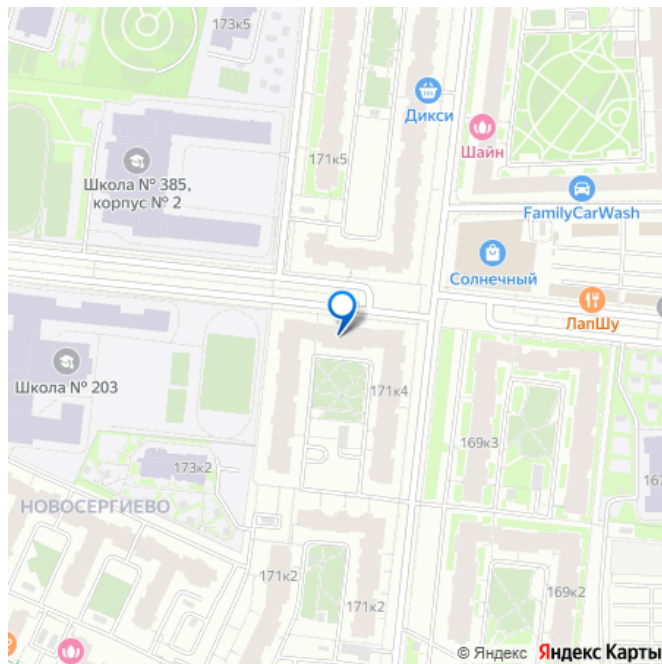 173к5
Дикси
Шайн
171к5
Школа № 385,
корпус № 2
FamilyCarWash
Солнечный
ЛапШу
Школа № 203
171к4
169к3
173к2
167
НОВОСЕРГИЕВО
171к2
171к2
169к2
© Яндекс Яндекс Карты